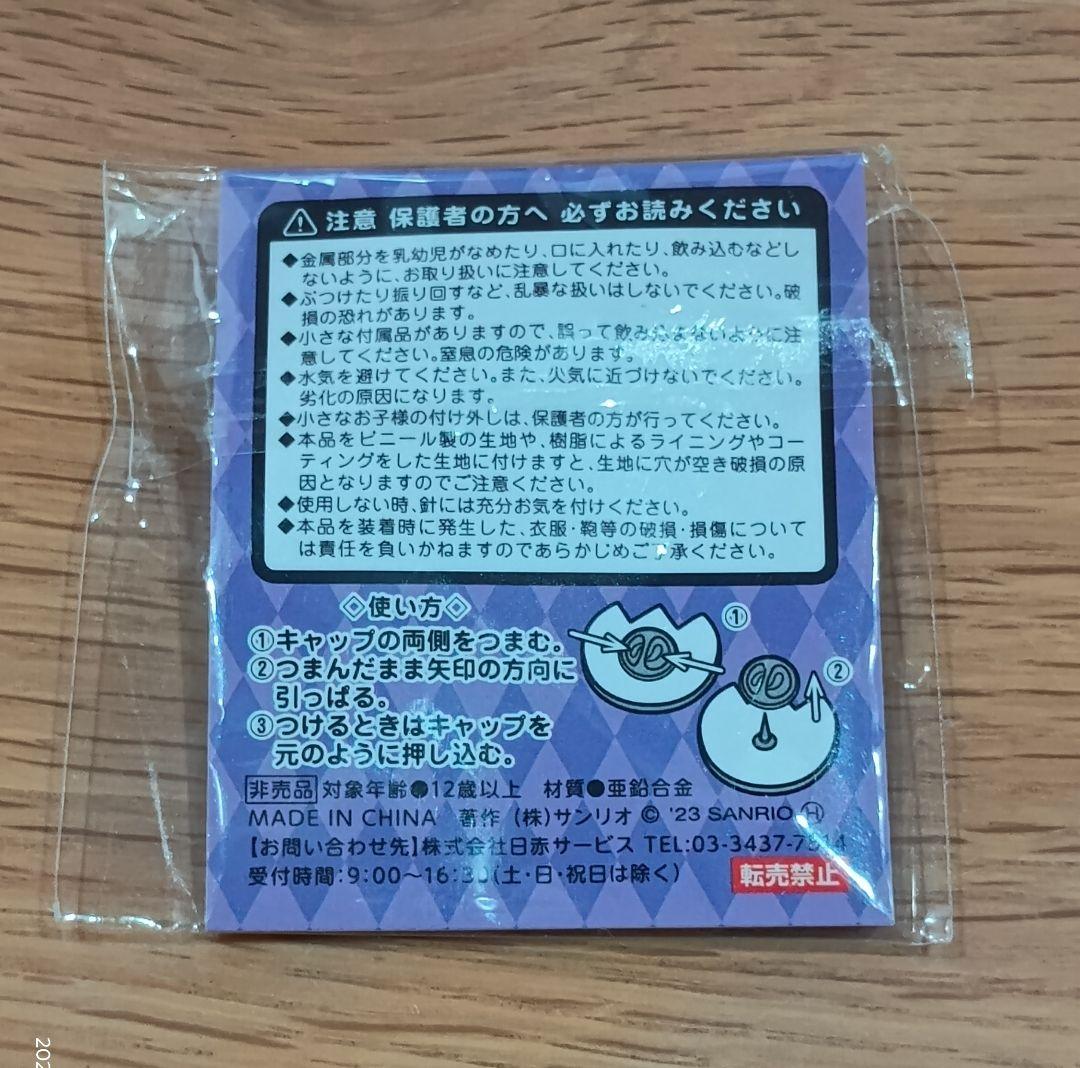 注意 保護者の方へ 必ずお読みください
◆金属部分を乳幼児がなめたり、口に入れたり、飲み込むなどし
ないように、お取り扱いに注意してください。
◆ぶつけたり振り回すなど、乱暴な扱いはしないでください。破
損の恐れがあります。
◆小さな付属品がありますので、誤って飲み込まないように注
意してください。窒息の危険があります。
◆水気を避けてください。また、火気に近づけないでください。
劣化の原因になります。
◆小さなお子様の付け外しは、保護者の方が行ってください。
◆本品をビニール製の生地や、樹脂によるライニングやコー
ティングをした生地に付けますと、生地に穴が空き破損の原
因となりますのでご注意ください。
◆使用しない時、針には充分お気を付けください。
◆本品を装着時に発生した、衣服・鞄等の破損・損傷について
は責任を負いかねますのであらかじめご了承ください。
◇使い方◇
①キャップの両側をつまむ。
②つまんだまま矢印の方向に
引っぱる。
③つけるときはキャップを
元のように押し込む。
①
②
非売品 対象年齢●12歳以上 材質●亜鉛合金
MADE IN CHINA 著作 (株)サンリオ © '23 SANRIO Ⓗ
【お問い合わせ先】株式会社日赤サービス TEL:03-3437-
受付時間:9:00〜16:30(土・日・祝日は除く)
転売禁止
202